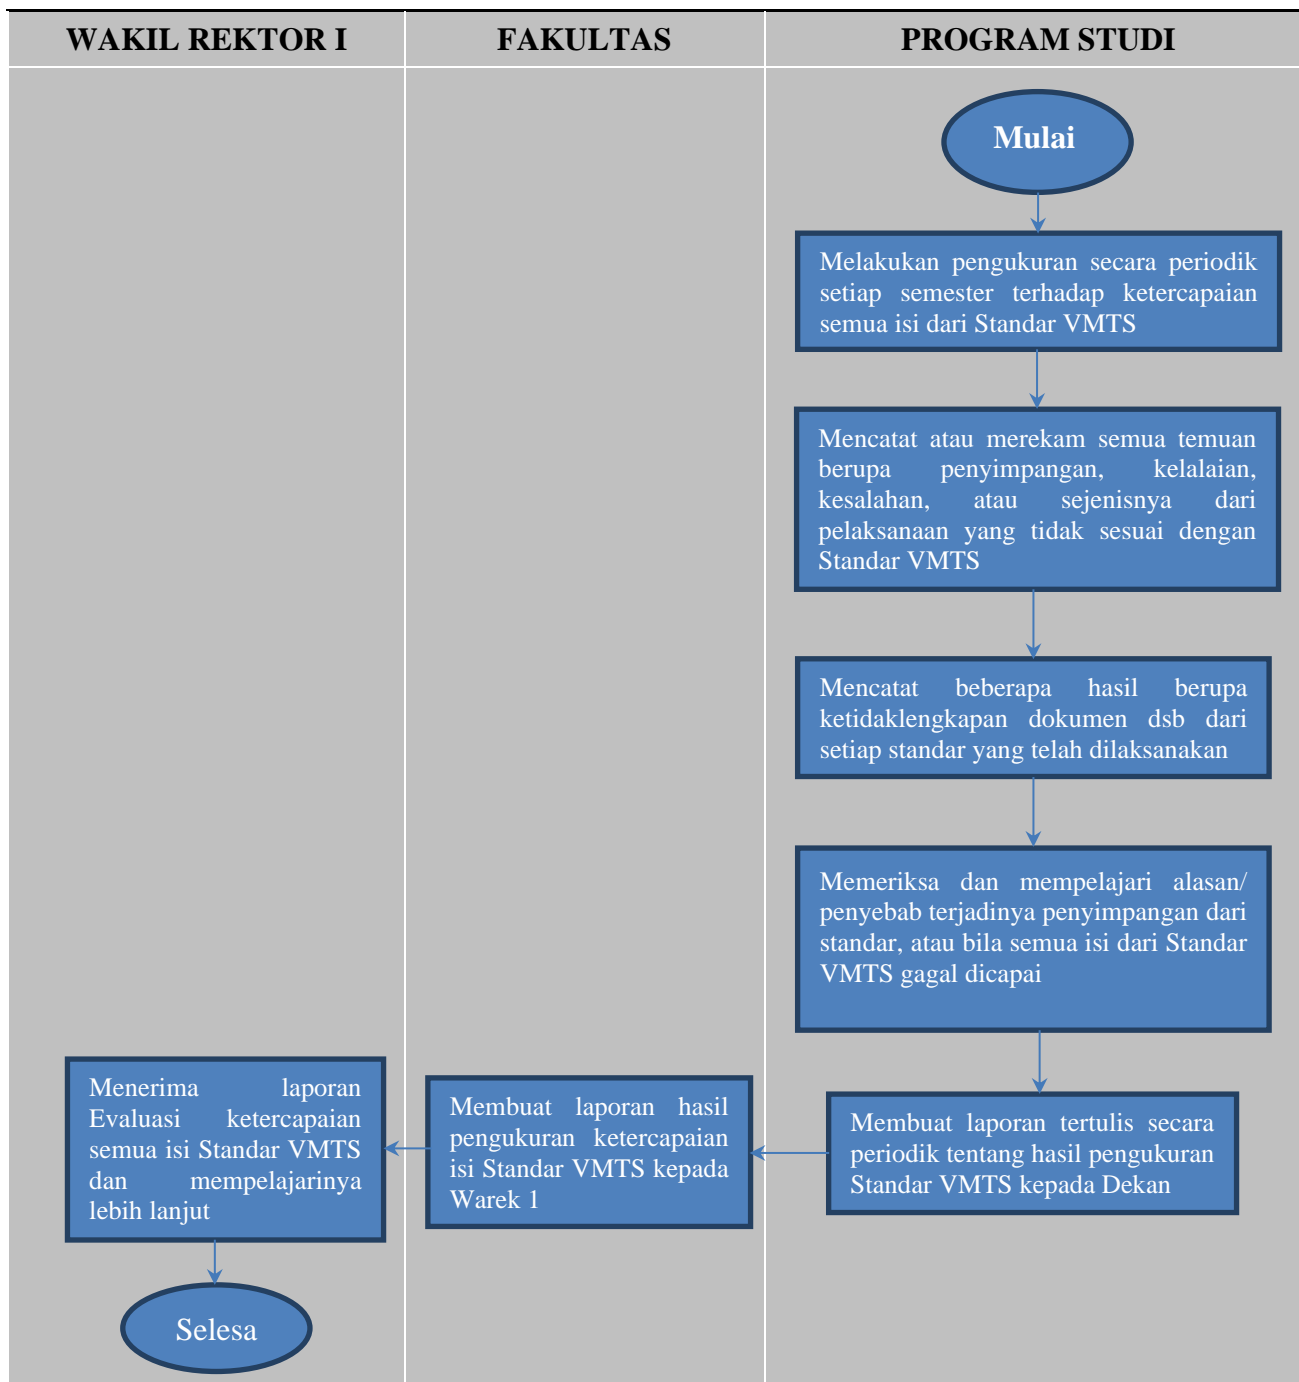 WAKIL REKTOR I
FAKULTAS
PROGRAM STUDI
Mulai
Melakukan pengukuran secara periodik
setiap semester terhadap ketercapaian
semua isi dari Standar VMTS
Mencatat atau merekam semua temuan
berupa penyimpangan, kelalaian,
kesalahan, atau sejenisnya dari
pelaksanaan yang tidak sesuai dengan
Standar VMTS
Mencatat beberapa hasil berupa
ketidaklengkapan dokumen dsb dari
setiap standar yang telah dilaksanakan
Memeriksa dan mempelajari alasan/
penyebab terjadinya penyimpangan dari
standar, atau bila semua isi dari Standar
VMTS gagal dicapai
Membuat laporan tertulis secara
periodik tentang hasil pengukuran
Standar VMTS kepada Dekan
Membuat laporan hasil
pengukuran ketercapaian
isi Standar VMTS kepada
Warek 1
Menerima laporan
Evaluasi ketercapaian
semua isi Standar VMTS
dan mempelajarinya
lebih lanjut
Selesa